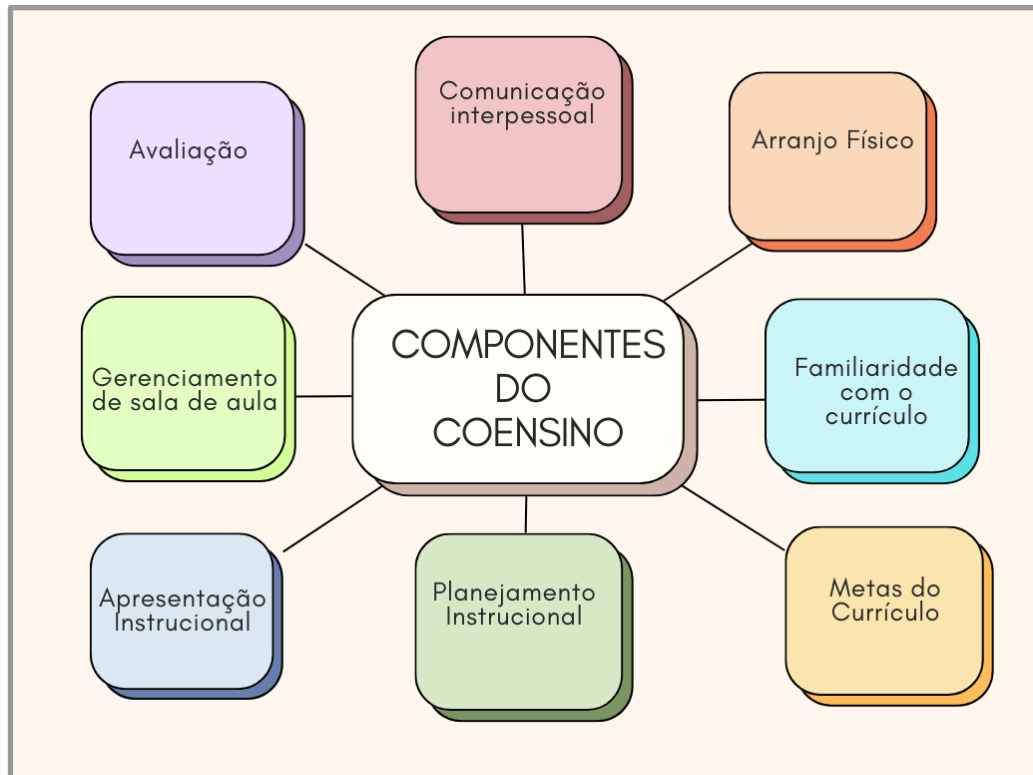 Comunicação
interpessoal
Arranjo Físico
Avaliação
COMPONENTES
DO
COENSINO
Familiaridade
com o
currículo
Gerenciamento
de sala de aula
Apresentação
Instrucional
Planejamento
Instrucional
Metas do
Currículo